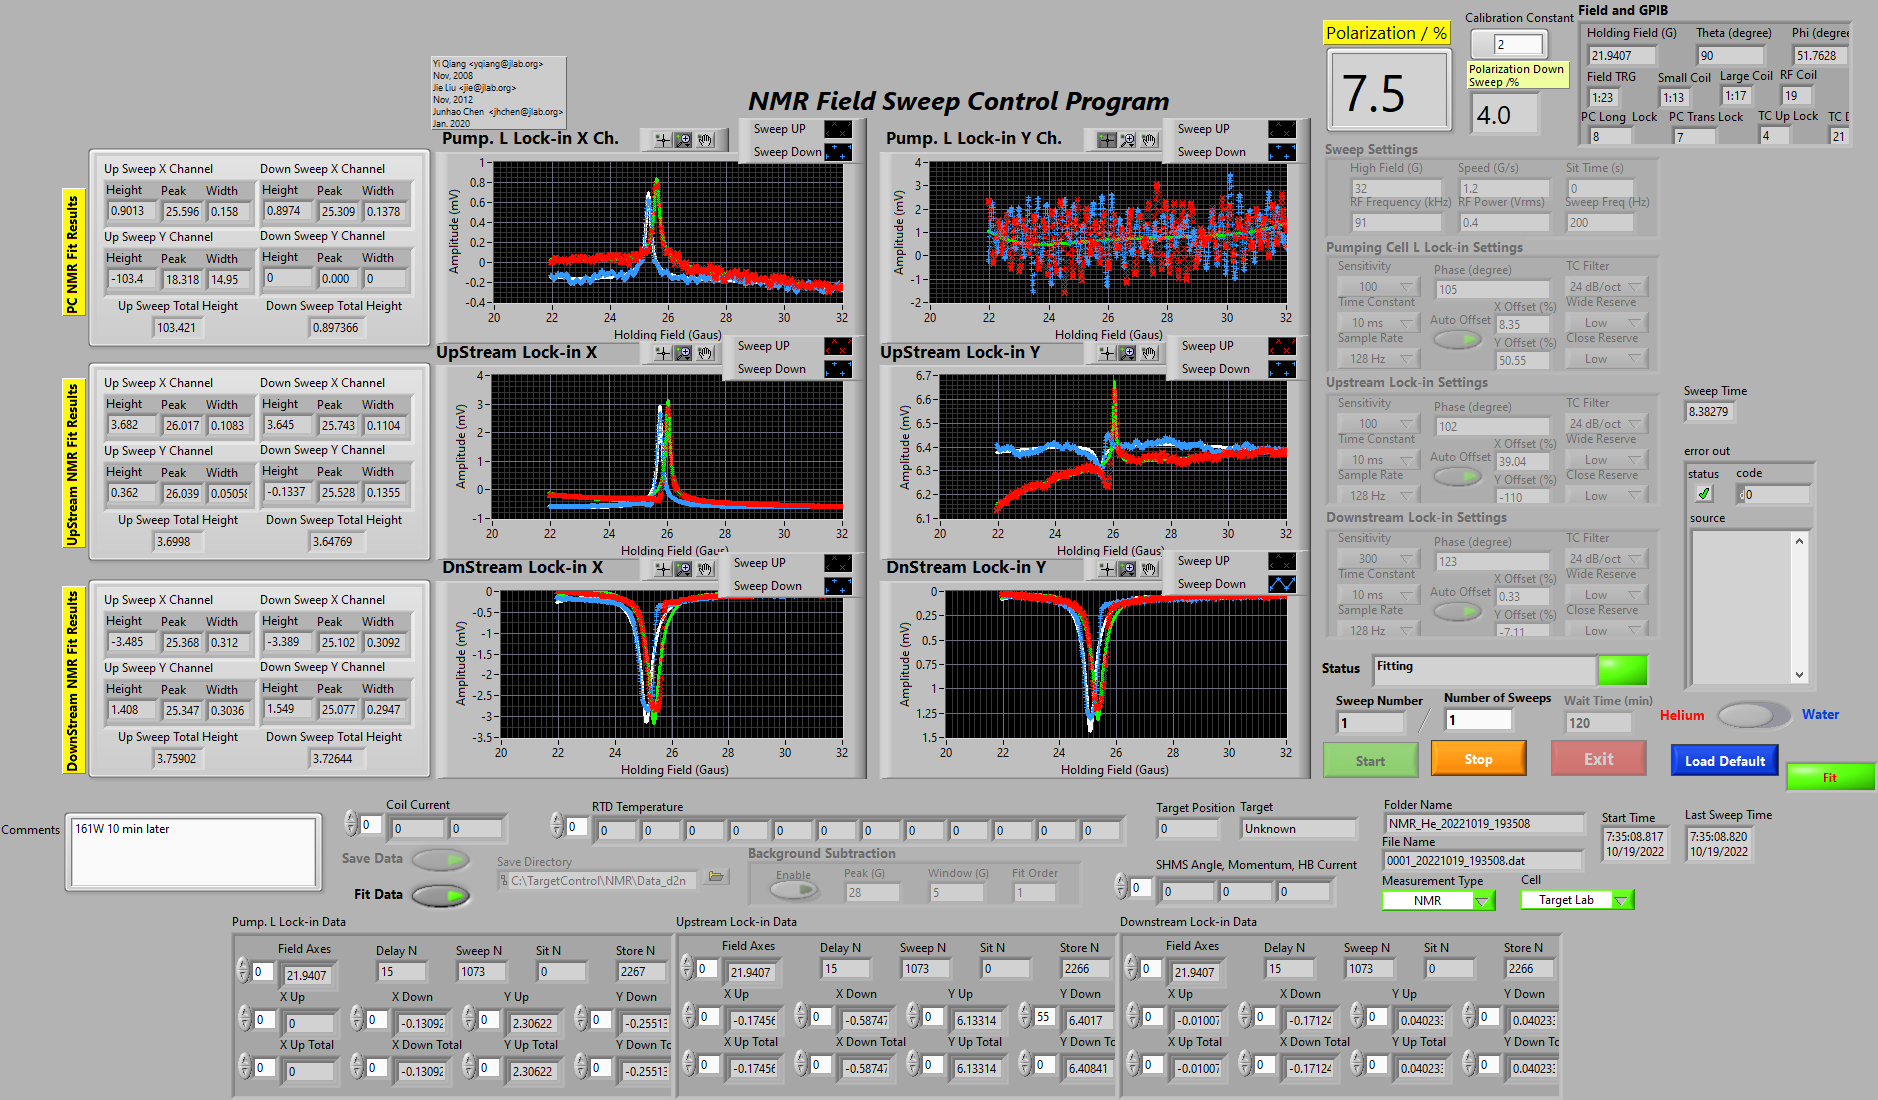 Yi Qiang <yqiang@jlab.org>
Nov, 2008
Jie Liu <jie@jlab.org>
Nov, 2012
Junhao Chen <jhchen@jlab.org>
Jan. 2020
NMR Field Sweep Control Program
Polarization / %
7.5
Calibration Constant
2
Polarization Down
Sweep /%
4.0
Field and GPIB
Holding Field (G) Theta (degree) Phi (degree
21.9407 90 51.7628
Field TRG Small Coil Large Coil RF Coil
1:23 1:13 1:17 19
PC Long Lock PC Trans Lock TC Up Lock TC D
8 7 4 21
PC NMR Fit Results
Up Sweep X Channel Down Sweep X Channel
Height Peak Width Height Peak Width
0.9013 25.596 0.158 0.8974 25.309 0.1378
Up Sweep Y Channel Down Sweep Y Channel
Height Peak Width Height Peak Width
-103.4 18.318 14.95 0 0.000 0
Up Sweep Total Height Down Sweep Total Height
103.421 0.897366
Pump. L Lock-in X Ch.
Sweep UP
Sweep Down
Amplitude (mV)
1
0.8
0.6
0.4
0.2
0
-0.2
-0.4
20 22 24 26 28 30 32
Holding Field (Gaus)
Pump. L Lock-in Y Ch.
Sweep UP
Sweep Down
Amplitude (mV)
4
3
2
1
0
-1
-2
20 22 24 26 28 30 32
Holding Field (Gaus)
UpStream NMR Fit Results
Up Sweep X Channel Down Sweep X Channel
Height Peak Width Height Peak Width
3.682 26.017 0.1083 3.645 25.743 0.1104
Up Sweep Y Channel Down Sweep Y Channel
Height Peak Width Height Peak Width
0.362 26.039 0.05058 -0.1337 25.528 0.1355
Up Sweep Total Height Down Sweep Total Height
3.6998 3.64769
UpStream Lock-in X
Sweep UP
Sweep Down
Amplitude (mV)
4
3
2
1
0
-1
20 22 24 26 28 30 32
Holding Field (Gaus)
UpStream Lock-in Y
Sweep UP
Sweep Down
Amplitude (mV)
6.7
6.6
6.4
6.3
6.2
6.1
20 22 24 26 28 30 32
Holding Field (Gaus)
DownStream NMR Fit Results
Up Sweep X Channel Down Sweep X Channel
Height Peak Width Height Peak Width
-3.485 25.368 0.312 -3.389 25.102 0.3092
Up Sweep Y Channel Down Sweep Y Channel
Height Peak Width Height Peak Width
1.408 25.347 0.3036 1.549 25.077 0.2947
Up Sweep Total Height Down Sweep Total Height
3.75902 3.72644
DnStream Lock-in X
Sweep UP
Sweep Down
Amplitude (mV)
0
-0.5
-1
-1.5
-2
-2.5
-3
-3.5
20 22 24 26 28 30 32
Holding Field (Gaus)
DnStream Lock-in Y
Sweep UP
Sweep Down
Amplitude (mV)
0
0.25
0.5
0.75
1
1.25
1.5
20 22 24 26 28 30 32
Holding Field (Gaus)
Sweep Settings
High Field (G) Speed (G/s) Sit Time (s)
32 1.2 0
RF Frequency (kHz) RF Power (Vrms) Sweep Freq (Hz)
91 0.4 200
Pumping Cell L Lock-in Settings
Sensitivity Phase (degree) TC Filter
100 105 24 dB/oct
Time Constant X Offset (%) Wide Reserve
10 ms Auto Offset 8.35 Low
Sample Rate Y Offset (%) Close Reserve
128 Hz 50.55 Low
Upstream Lock-in Settings
Sensitivity Phase (degree) TC Filter
100 102 24 dB/oct
Time Constant X Offset (%) Wide Reserve
10 ms Auto Offset 39.04 Low
Sample Rate Y Offset (%) Close Reserve
128 Hz -110 Low
Downstream Lock-in Settings
Sensitivity Phase (degree) TC Filter
300 123 24 dB/oct
Time Constant X Offset (%) Wide Reserve
10 ms Auto Offset 0.33 Low
Sample Rate Y Offset (%) Close Reserve
128 Hz -7.11 Low
Sweep Time
8.38279
error out
status code
0
source
Status Fitting
Sweep Number Number of Sweeps Wait Time (min)
1 / 1 120
Helium Water
Start Stop Exit Load Default Fit
Comments
161W 10 min later
Coil Current
0 0 0
Save Data
Fit Data
RTD Temperature
0 0 0 0 0 0 0 0 0 0 0 0 0
Save Directory
C:\TargetControl\NMR\Data_d2n
Background Subtraction
Enable Peak (G) Window (G) Fit Order
28 5 1
Target Position Target
0 Unknown
SHMS Angle, Momentum, HB Current
0 0 0 0
Folder Name
NMR_He_20221019_193508
File Name
0001_20221019_193508.dat
Measurement Type Cell
NMR Target Lab
Start Time
7:35:08.817
10/19/2022
Last Sweep Time
7:35:08.820
10/19/2022
Pump. L Lock-in Data
Field Axes Delay N Sweep N Sit N Store N
0 21.9407 15 1073 0 2267
X Up X Down Y Up Y Down
0 0 0 -0.13092 0 2.30622 0 -0.25513
X Up Total X Down Total Y Up Total Y Down To
0 0 0 -0.13092 0 2.30622 0 -0.25513
Upstream Lock-in Data
Field Axes Delay N Sweep N Sit N Store N
0 21.9407 15 1073 0 2266
X Up X Down Y Up Y Down
0 -0.17456 0 -0.58747 0 6.13314 55 6.4017
X Up Total X Down Total Y Up Total Y Down Tc
0 -0.17456 0 -0.58747 0 6.13314 0 6.40841
Downstream Lock-in Data
Field Axes Delay N Sweep N Sit N Store N
0 21.9407 15 1073 0 2266
X Up X Down Y Up Y Down
0 -0.01007 0 -0.17124 0 0.040233 0 0.040233
X Up Total X Down Total Y Up Total Y Down Tc
0 -0.01007 0 -0.17124 0 0.040233 0 0.040233